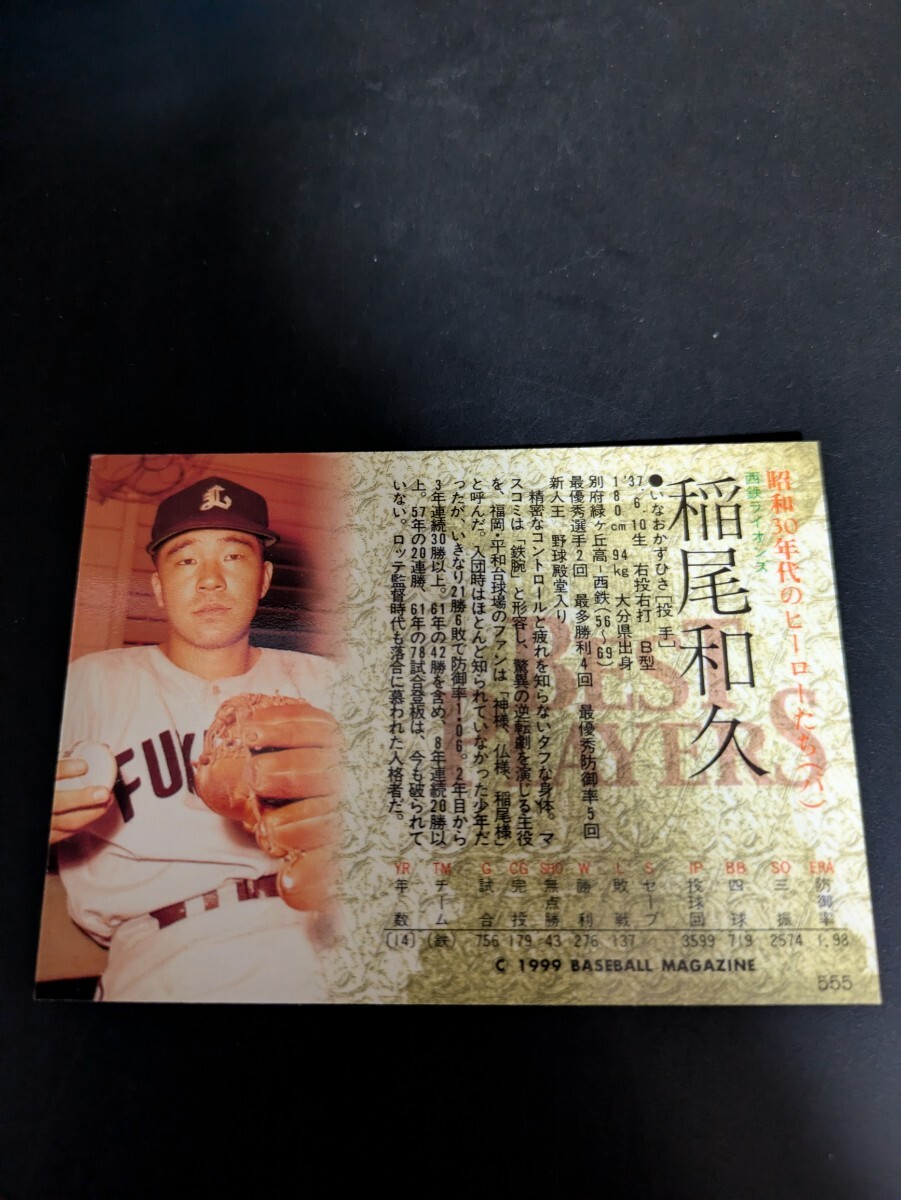 昭和30年代のヒーローたち(パ)
西鉄ライオンズ
稲尾和久
BEST
PLAYERS
●いなおかずひさ「投手」
'37・6・10生 右投右打 B型
180cm 94kg 大分県出身
別府緑ヶ丘高-西鉄(56〜69)
最優秀選手2回 最多勝利4回 最優秀防御率5回
新人王 野球殿堂入り
精密なコントロールと疲れを知らないタフな身体。マ
スコミは「鉄腕」と形容し、驚異の逆転劇を演じる主役
を、福岡・平和台球場のファンは「神様、仏様、稲尾様」
と呼んだ。入団時はほとんど知られていなかった少年だ
ったが、いきなり21勝6敗で防御率1・06。2年目から
3年連続30勝以上。61年の42勝を含め、8年連続20勝以
上。57年の20連勝、61年の78試合登板は、今も破られて
いない。ロッテ監督時代も落合に慕われた人格者だ。
L
FUK
YR TM G CG SHO W L S IP BB SO ERA
年数 チーム 試合 完投 無点勝 勝利 敗戦 セーブ 投球回 四球 三振 防御率
(14) (鉄) 756 179 43 276 137 3599 719 2574 1.98
C 1999 BASEBALL MAGAZINE
555